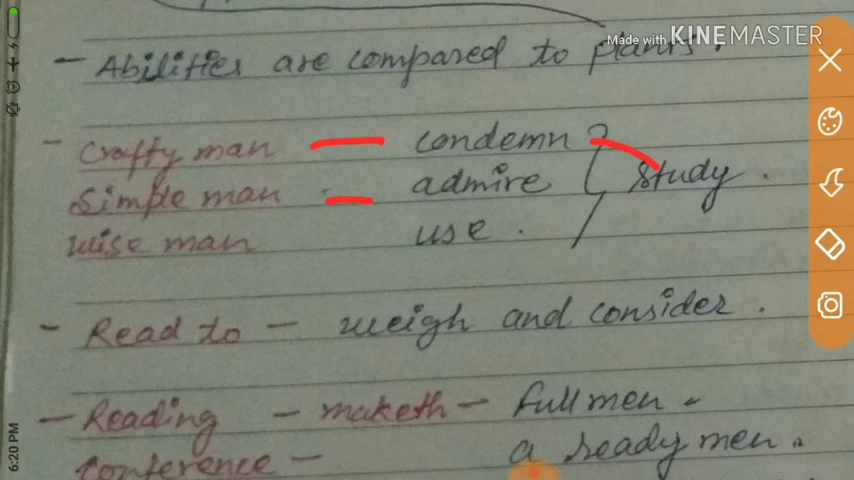 Made with KINEMASTER
- Abilities are compared to plants.
- Crafty man — condemn
Simple man — admire } study.
wise man use.
- Read to - weigh and consider.
- Reading - maketh - full men.
conference - a ready men.
6:20 PM